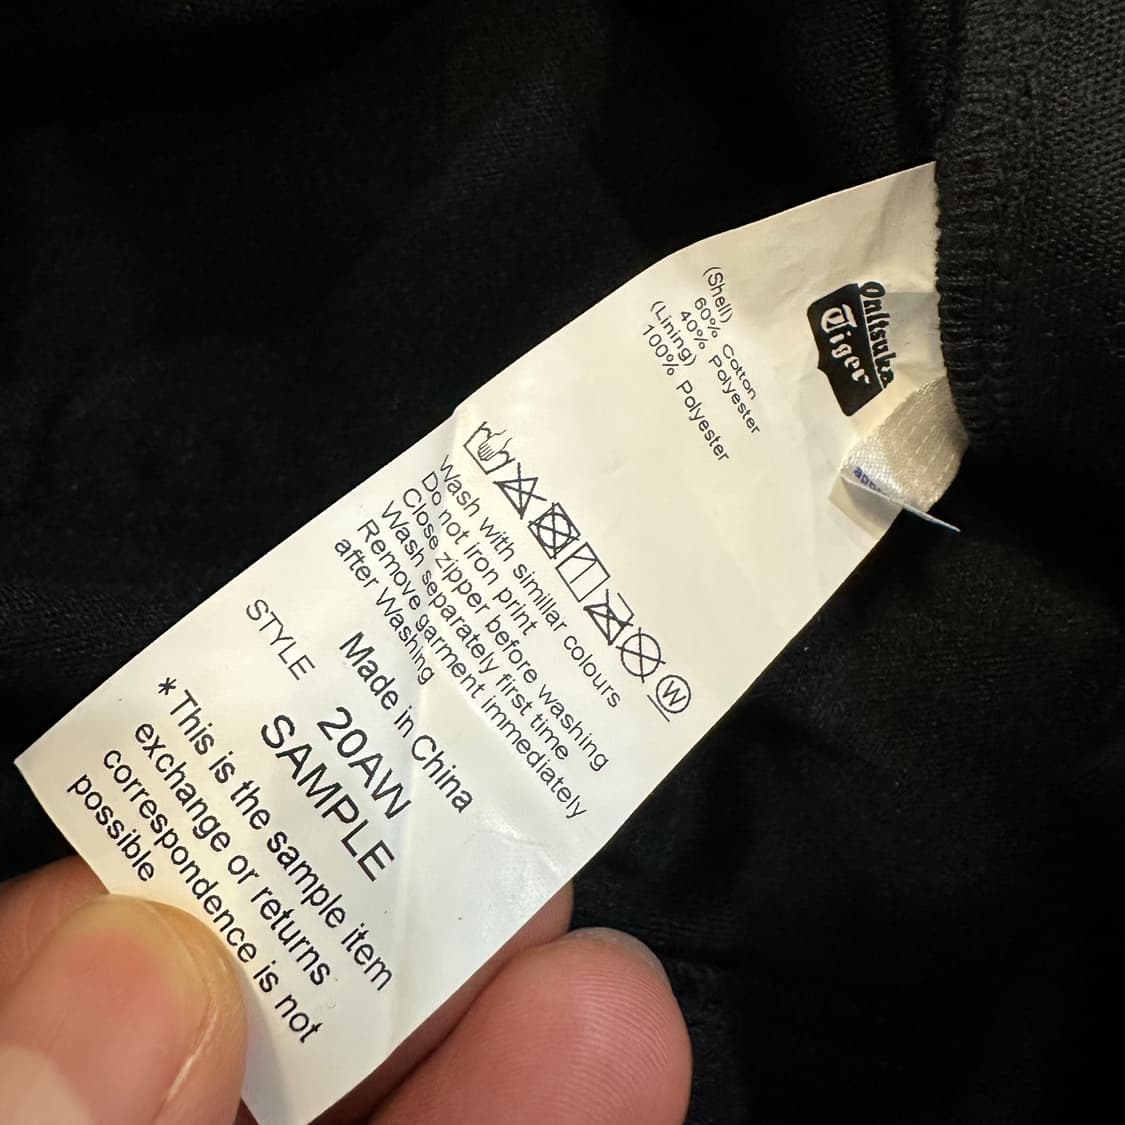 Onitsuka
Tiger
(Shell)
60% Cotton
40% Polyester
(Lining)
100% Polyester
W
Wash with simillar colours
Do not iron print
Close zipper before washing
Wash separately first time
Remove garment immediately
after Washing
Made in China
STYLE 20AW
SAMPLE
*This is the sample item
exchange or returns
correspondence is not
possible